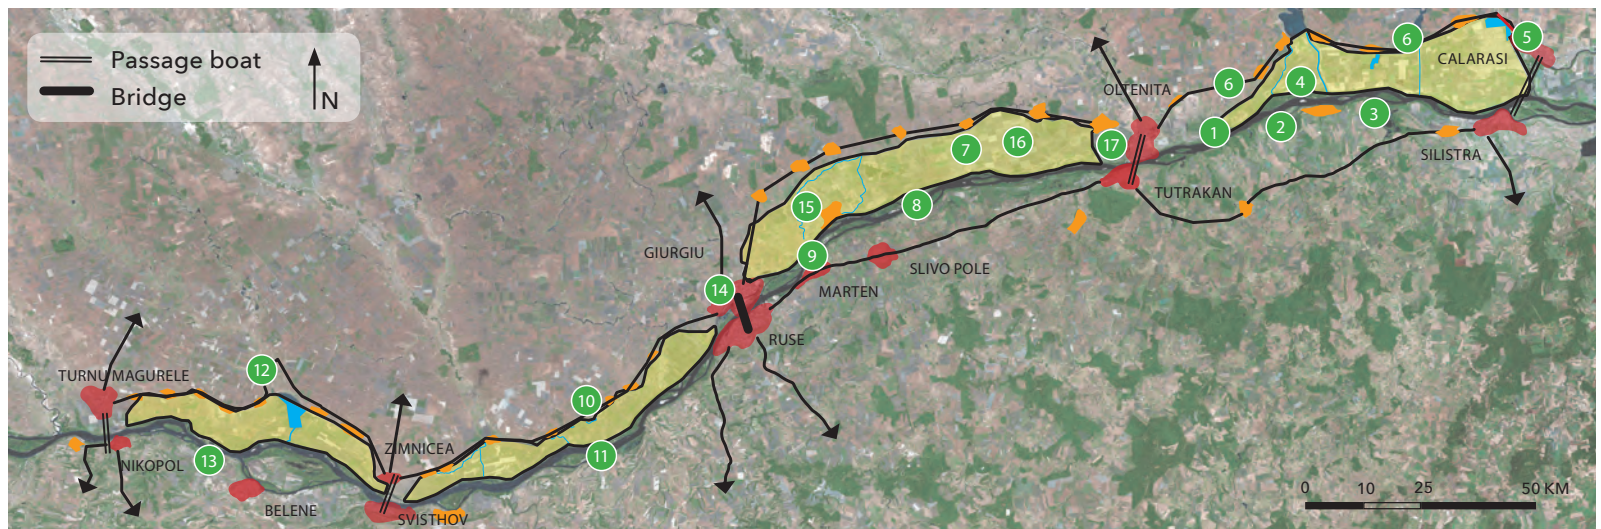 Passage boat
Bridge
N
6
5
CALARASI
OLTENITA
6
4
1
2
3
17
16
7
SILISTRA
TUTRAKAN
15
8
GIURGIU
9
SLIVO POLE
14
MARTEN
RUSE
12
TURNU MAGURELE
10
ZIMNICEA
11
13
NIKOPOL
BELENE
SVISTHOV
0 10 25 50 KM